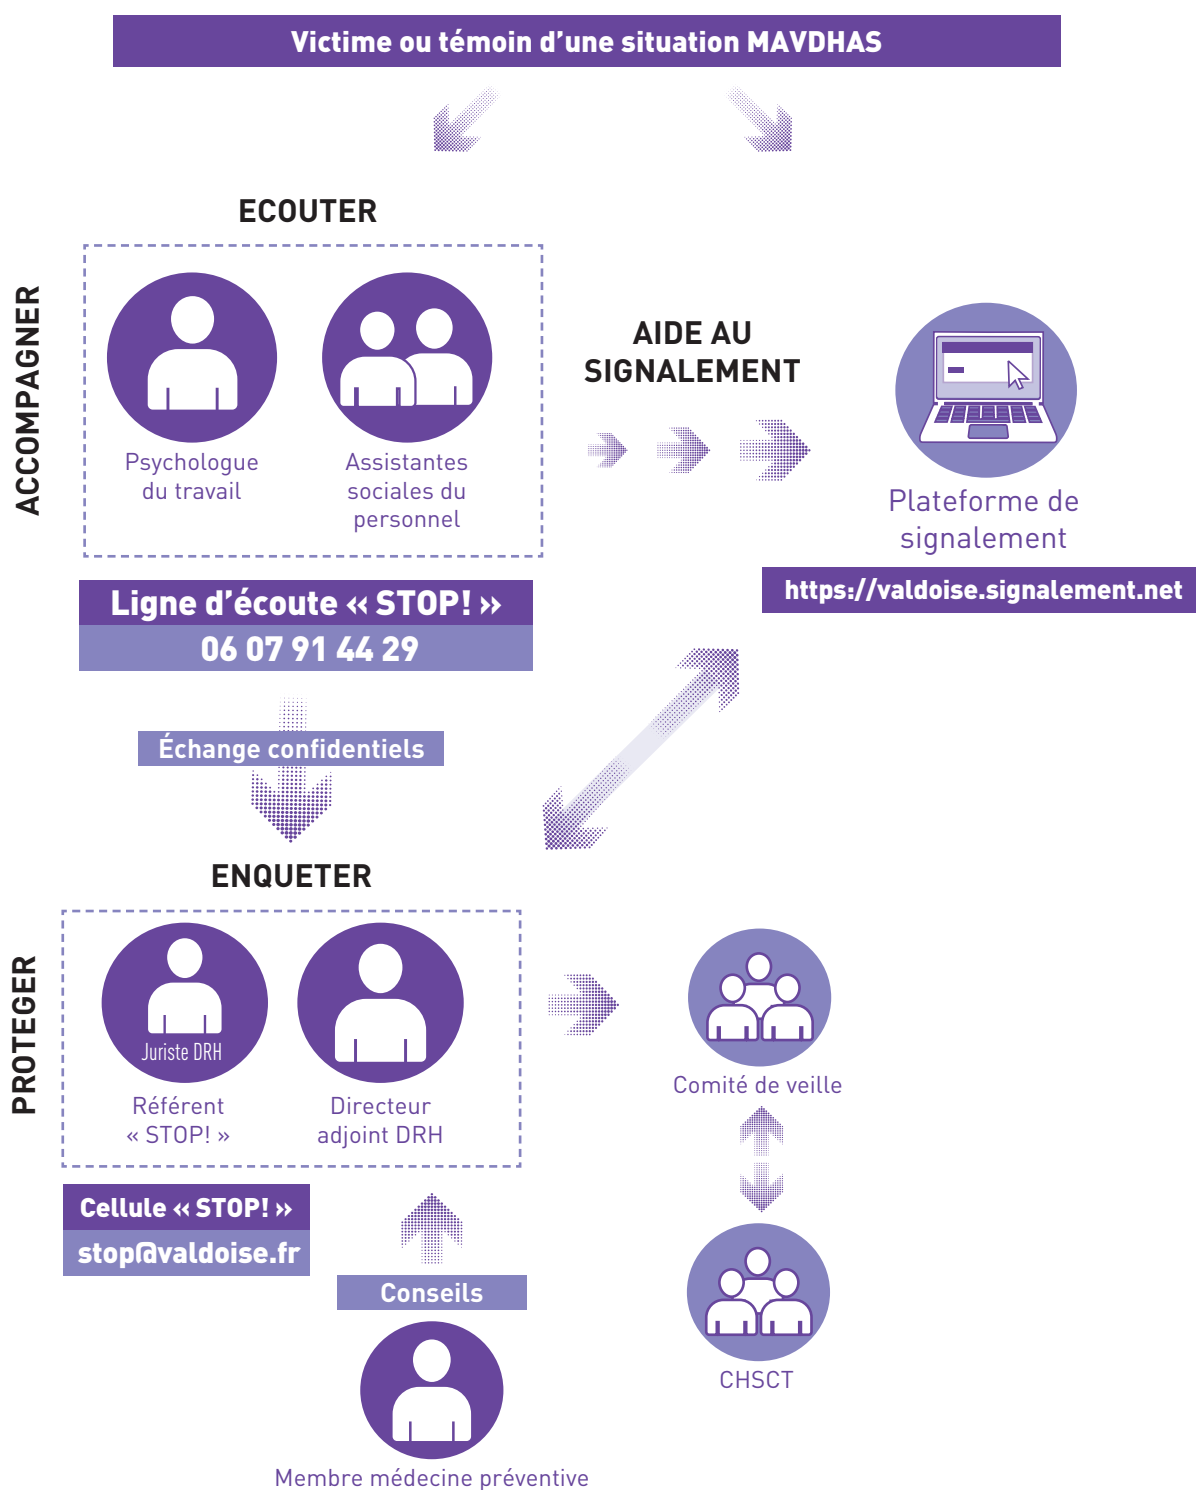 Victime ou témoin d'une situation MAVDHAS
ECOUTER
ACCOMPAGNER
Psychologue
du travail
Assistantes
sociales du
personnel
AIDE AU
SIGNALEMENT
Plateforme de
signalement
https://valdoise.signalement.net
Ligne d'écoute « STOP! »
06 07 91 44 29
Échange confidentiels
ENQUETER
PROTEGER
Juriste DRH
Référent
« STOP! »
Directeur
adjoint DRH
Comité de veille
Cellule « STOP! »
stop@valdoise.fr
Conseils
CHSCT
Membre médecine préventive